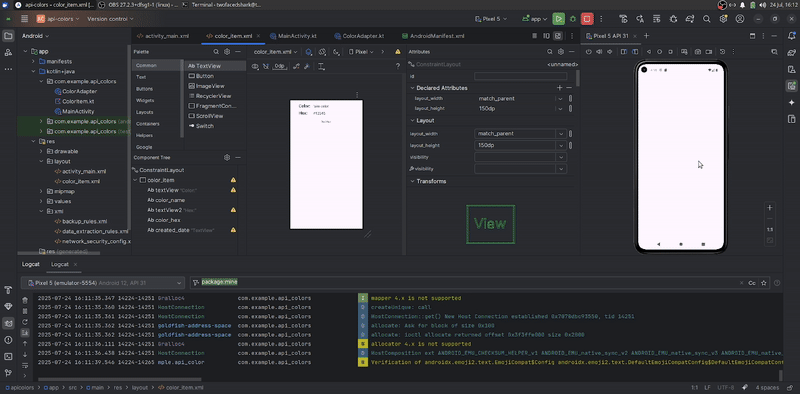 api-colors – color_item.xml
OBS 27.2.3+dfsg1-1 (linux) -
Terminal - twofacedshark@t...
24 Jul, 16:12
AC api-colors
Version control
Pixel 5
app
Android
activity_main.xml
color_item.xml
MainActivity.kt
ColorAdapter.kt
AndroidManifest.xml
Pixel 5 API 31
app
manifests
kotlin+java
com.example.api_colors
ColorAdapter
ColorItem.kt
MainActivity
com.example.api_colors
com.example.api_colors
res
drawable
layout
activity_main.xml
color_item.xml
mipmap
values
xml
backup_rules.xml
data_extraction_rules.xml
network_security_config.x
res (generated)
Palette
Common
Text
Buttons
Widgets
Layouts
Containers
Helpers
Google
Ab TextView
Button
ImageView
RecyclerView
FragmentCon...
ScrollView
Switch
Component Tree
ConstraintLayout
color_item
Ab textView "Color:"
Ab color_name
Ab textView2 "Hex:"
Ab color_hex
Ab created_date "TextView"
color_item.xml
Pixel
0dp
Color:
Hex:
Attributes
ConstraintLayout
<unnamed>
id
Declared Attributes
layout_width
match_parent
layout_height
150dp
Layout
layout_width
match_parent
layout_height
150dp
visibility
visibility
Transforms
View
1:1
Logcat
Logcat
Pixel 5 (emulator-5554) Android 12, API 31
package:mine
Cc
2025-07-24 16:11:35.347 14224-14251 Gralloc4 com.example.api_colors I mapper 4.x is not supported
2025-07-24 16:11:35.360 14224-14251 HostConnection com.example.api_colors D createUnique: call
2025-07-24 16:11:35.361 14224-14251 HostConnection com.example.api_colors D HostConnection::get() New Host Connection established 0x7078dbc93550, tid 14251
2025-07-24 16:11:35.362 14224-14251 goldfish-address-space com.example.api_colors D allocate: Ask for block of size 0x100
2025-07-24 16:11:35.362 14224-14251 goldfish-address-space com.example.api_colors D allocate: ioctl allocate returned offset 0x3f3ffe000 size 0x2000
2025-07-24 16:11:36.111 14224-14251 Gralloc4 com.example.api_colors W allocator 4.x is not supported
2025-07-24 16:11:36.438 14224-14251 HostConnection com.example.api_colors D HostComposition ext ANDROID_EMU_CHECKSUM_HELPER_v1 ANDROID_EMU_native_sync_v2 ANDROID_EMU_native_sync_v3 ANDROID_EMU_native_
2025-07-24 16:11:39.546 14224-14265 mple.api_color com.example.api_colors W Verification of androidx.emoji2.text.EmojiCompat$Config androidx.emoji2.text.DefaultEmojiCompatConfig$DefaultEmojiCompatConf
apicolors
app
src
main
res
layout
color_item.xml
1:1
LF
UTF-8
4 spaces